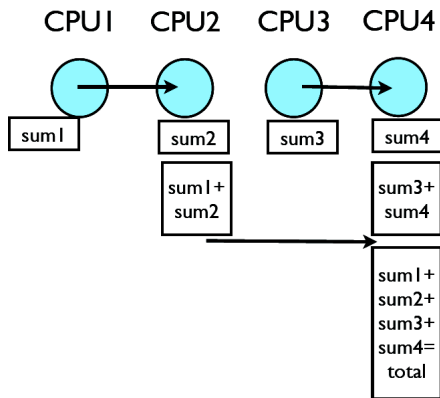 CPU1 CPU2 CPU3 CPU4
sum1 sum2 sum3 sum4
sum1+
sum2
sum3+
sum4
sum1+
sum2+
sum3+
sum4=
total